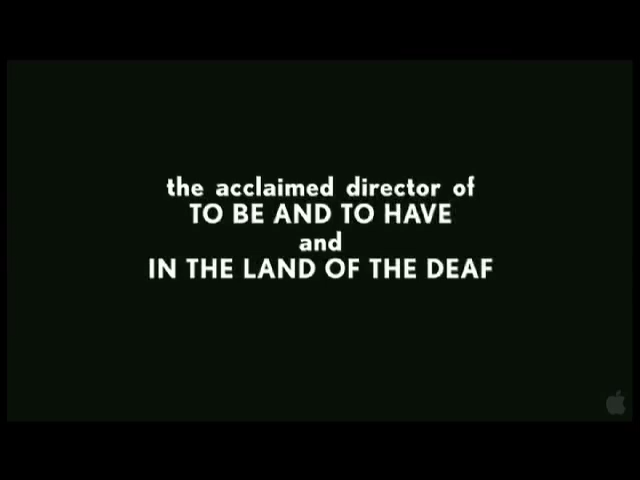 the acclaimed director of
TO BE AND TO HAVE
and
IN THE LAND OF THE DEAF